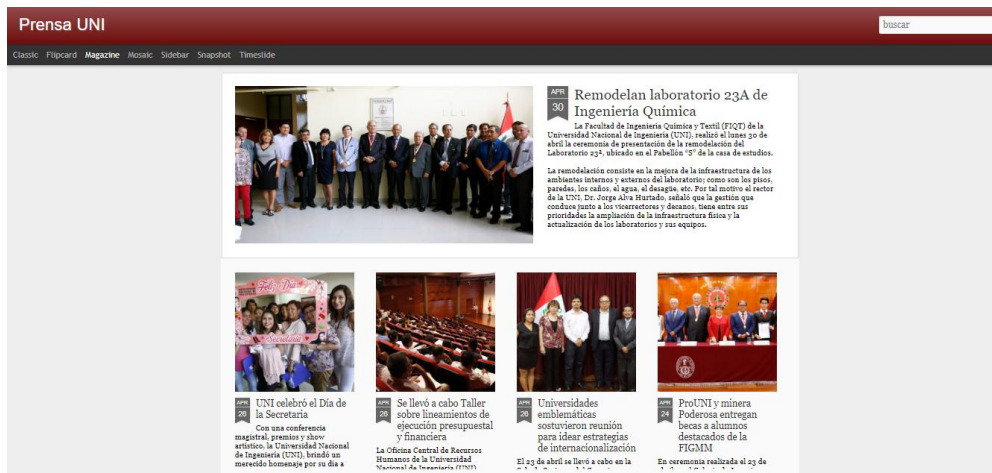 Prensa UNI
buscar
Classic Flipcard Magazine Mosaic Sidebar Snapshot Timeslide
APR
30
Remodelan laboratorio 23A de
Ingeniería Química
La Facultad de Ingeniería Química y Textil (FIQT) de la
Universidad Nacional de Ingeniería (UNI), realizó el lunes 30 de
abril la ceremonia de presentación de la remodelación del
Laboratorio 23ª, ubicado en el Pabellón "S" de la casa de estudios.
La remodelación consiste en la mejora de la infraestructura de los
ambientes internos y externos del laboratorio; como son los pisos,
paredes, los caños, el agua, el desagüe, etc. Por tal motivo el rector
de la UNI, Dr. Jorge Alva Hurtado, señaló que la gestión que
conduce junto a los vicerrectores y decanos, tiene entre sus
prioridades la ampliación de la infraestructura física y la
actualización de los laboratorios y sus equipos.
Feliz Día
Secretaria
APR
26
UNI celebró el Día de
la Secretaria
Con una conferencia
magistral, premios y show
artístico, la Universidad Nacional
de Ingeniería (UNI), brindó un
merecido homenaje por su día a
APR
26
Se llevó a cabo Taller
sobre lineamientos de
ejecución presupuestal
y financiera
La Oficina Central de Recursos
Humanos de la Universidad
Nacional de Ingeniería (UNI)
APR
26
Universidades
emblemáticas
sostuvieron reunión
para idear estrategias
de internacionalización
El 23 de abril se llevó a cabo en la
APR
24
ProUNI y minera
Poderosa entregan
becas a alumnos
destacados de la
FIGMM
En ceremonia realizada el 23 de